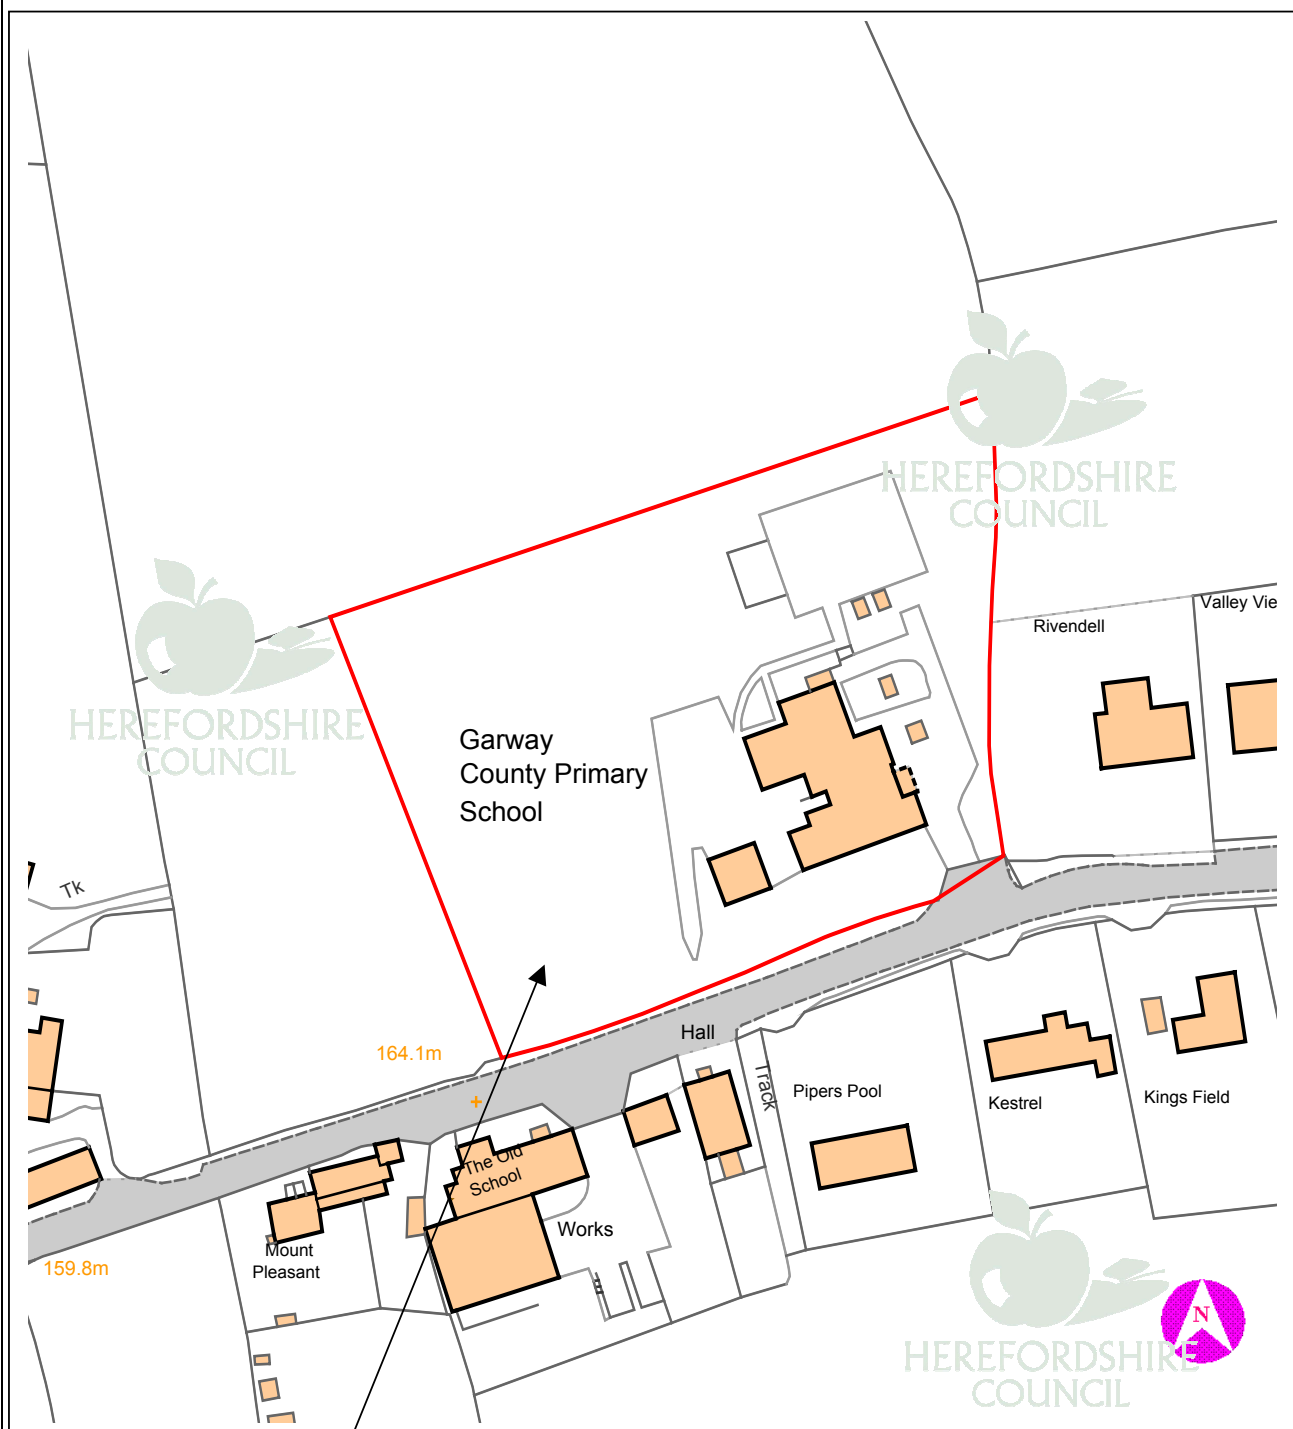 HEREFORDSHIRE
COUNCIL
Valley Vie
Rivendell
HEREFORDSHIRE
COUNCIL
Garway
County Primary
School
Tk
Hall
164.1m
Track
Pipers Pool
Kestrel
Kings Field
The Old
School
Works
Mount
Pleasant
159.8m
N
HEREFORDSHIRE
COUNCIL